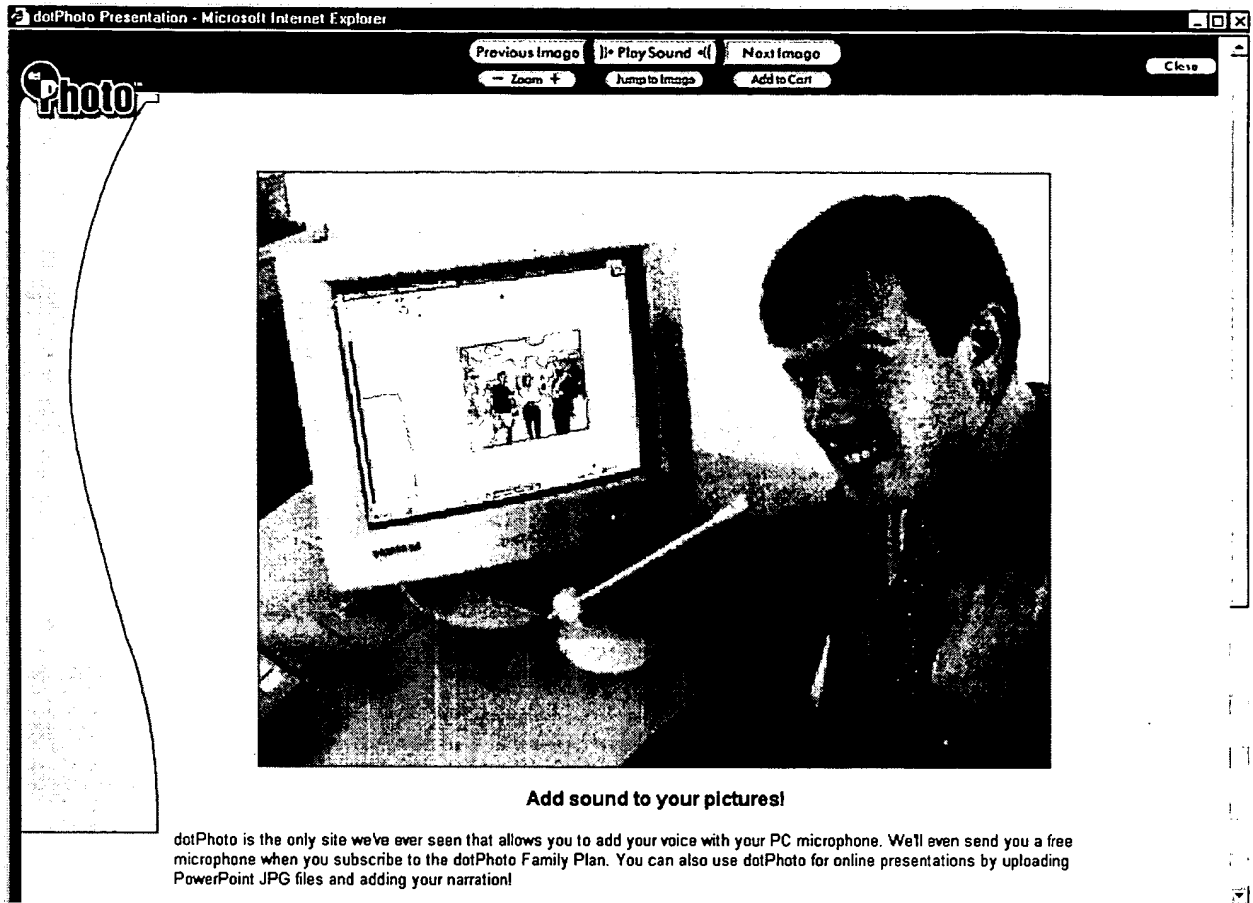 dotPhoto Presentation - Microsoft Internet Explorer
Previous Image Play Sound Next Image
- Zoom + Jump to Image Add to Cart
Close
dotPhoto
Add sound to your pictures!
dotPhoto is the only site we've ever seen that allows you to add your voice with your PC microphone. We'll even send you a free
microphone when you subscribe to the dotPhoto Family Plan. You can also use dotPhoto for online presentations by uploading
PowerPoint JPG files and adding your narration!